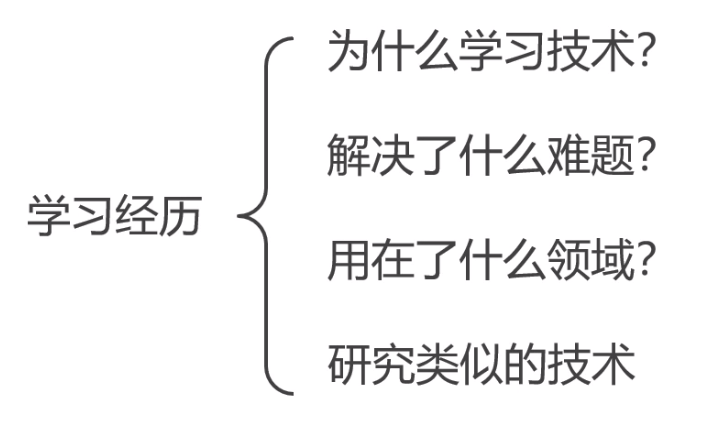 学习经历
为什么学习技术？
解决了什么难题？
用在了什么领域？
研究类似的技术